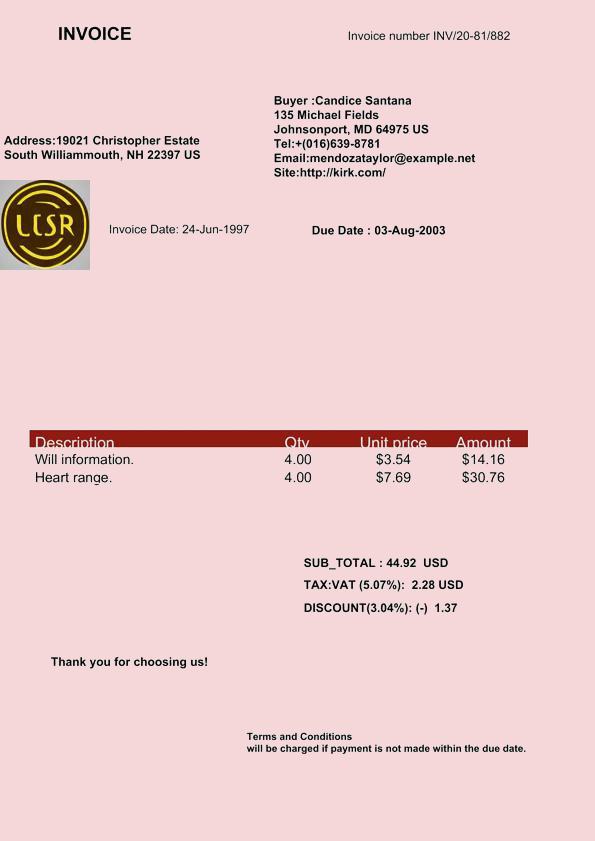 INVOICE
Invoice number INV/20-81/882
Buyer :Candice Santana
135 Michael Fields
Johnsonport, MD 64975 US
Tel:+(016)639-8781
Email:mendozataylor@example.net
Site:http://kirk.com/
Address:19021 Christopher Estate
South Williammouth, NH 22397 US
LCSR
Invoice Date: 24-Jun-1997
Due Date : 03-Aug-2003
Description Qty Unit price Amount
Will information. 4.00 $3.54 $14.16
Heart range. 4.00 $7.69 $30.76
SUB_TOTAL : 44.92 USD
TAX:VAT (5.07%): 2.28 USD
DISCOUNT(3.04%): (-) 1.37
Thank you for choosing us!
Terms and Conditions
will be charged if payment is not made within the due date.